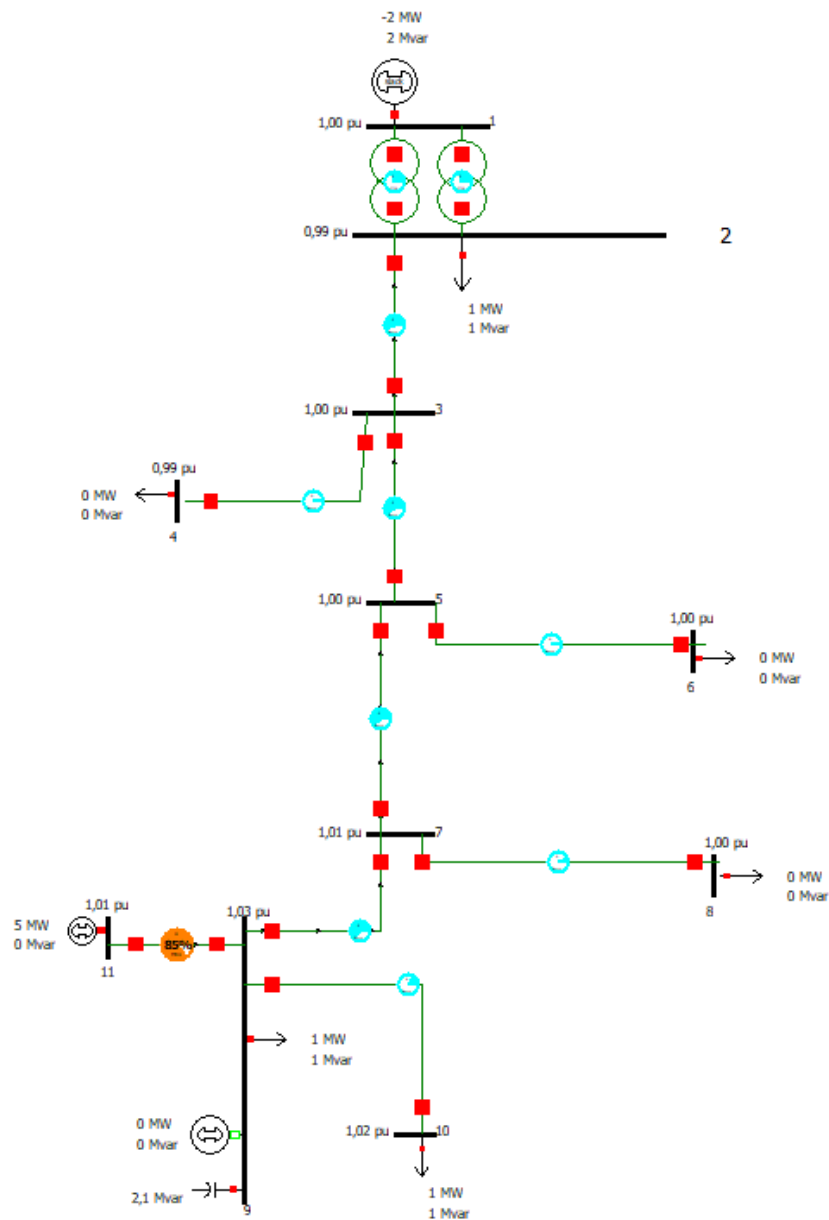 -2 MW
2 Mvar
slack
1,00 pu
1
0,99 pu
2
1 MW
1 Mvar
1,00 pu
3
0,99 pu
0 MW
0 Mvar
4
1,00 pu
5
1,00 pu
0 MW
0 Mvar
6
1,01 pu
7
1,00 pu
0 MW
0 Mvar
8
1,01 pu
1,03 pu
5 MW
0 Mvar
85%
11
1 MW
1 Mvar
0 MW
0 Mvar
1,02 pu
10
2,1 Mvar
9
1 MW
1 Mvar